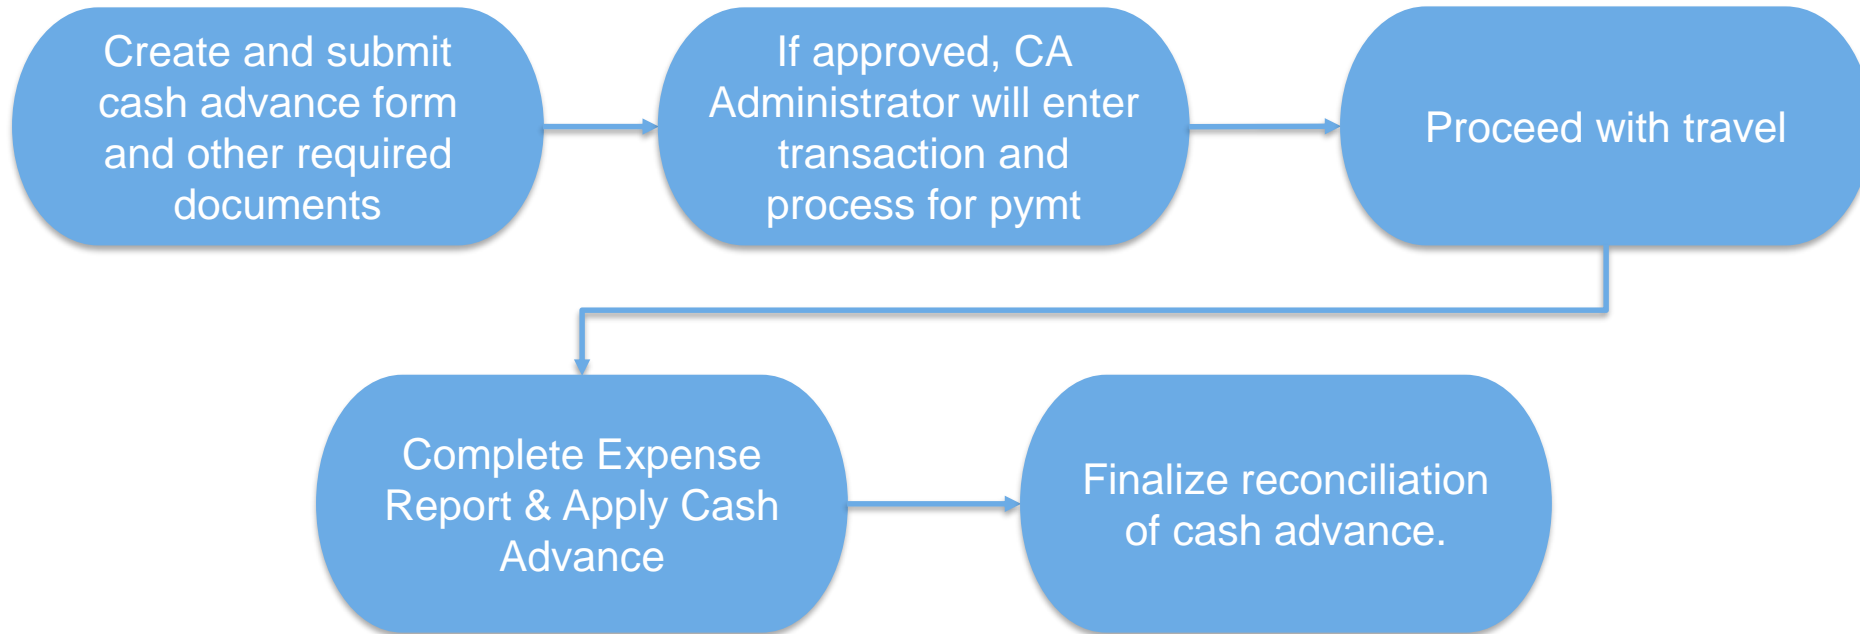 Create and submit
cash advance form
and other required
documents
If approved, CA
Administrator will enter
transaction and
process for pymt
Proceed with travel
Complete Expense
Report & Apply Cash
Advance
Finalize reconciliation
of cash advance.